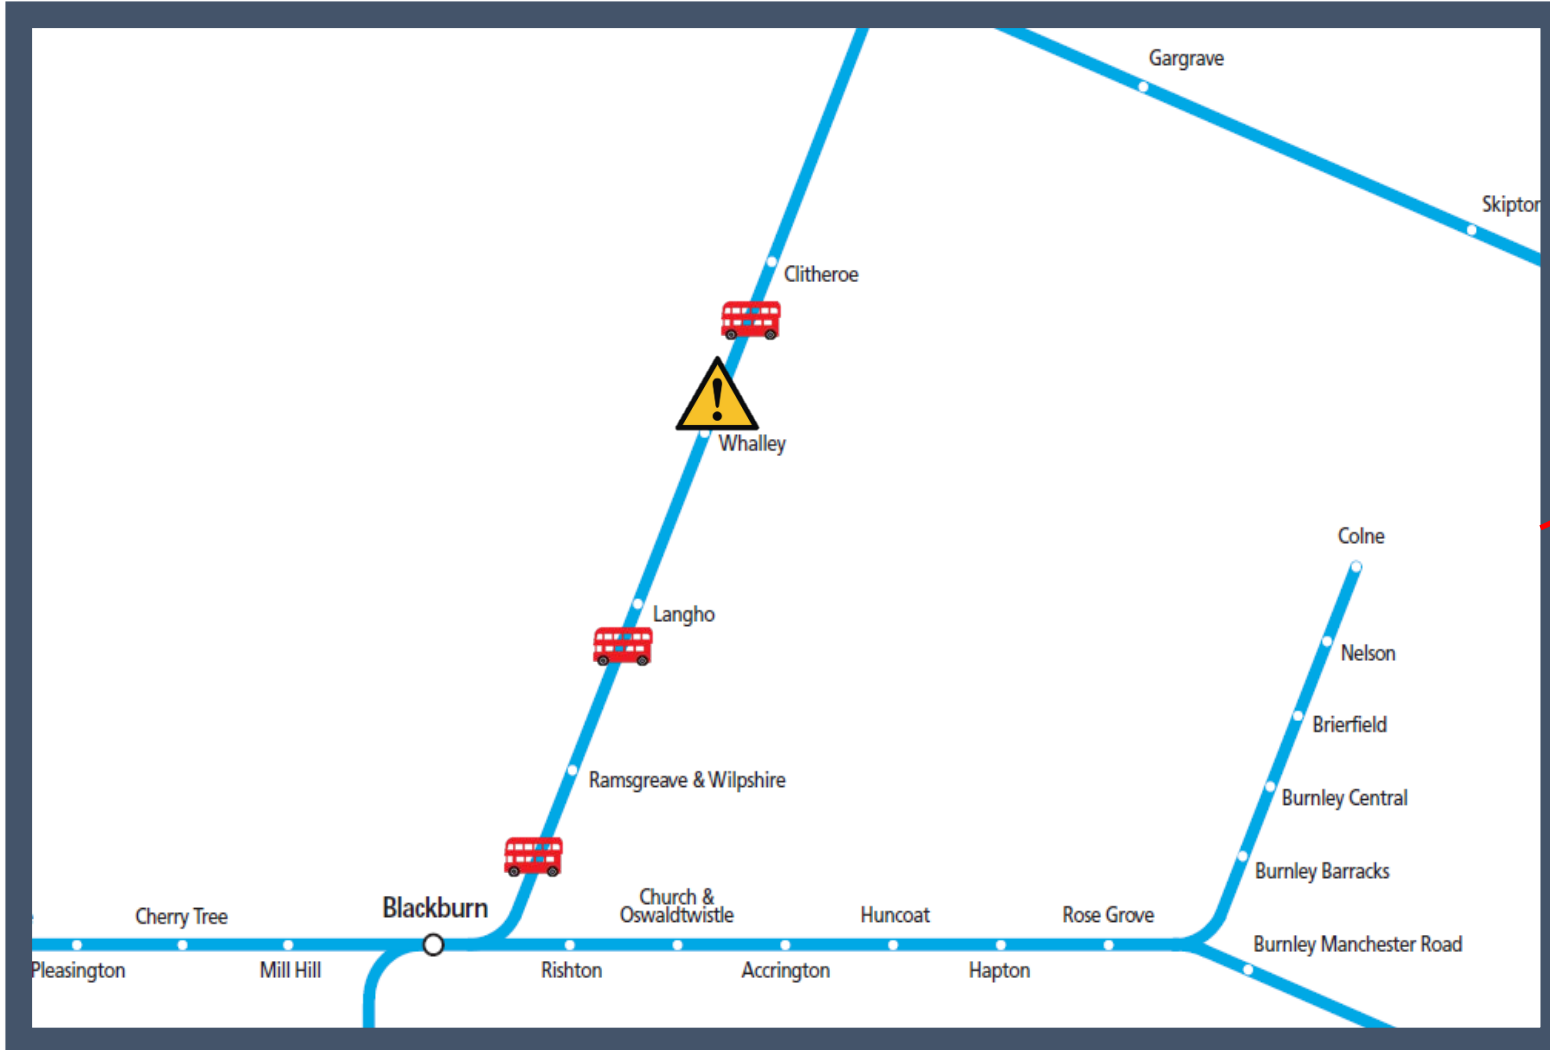 Gargrave
Skipton
Clitheroe
!
Whalley
Colne
Langho
Nelson
Brierfield
Ramsgreave & Wilpshire
Burnley Central
Burnley Barracks
Church &
Oswaldtwistle
Blackburn
Cherry Tree
Huncoat
Rose Grove
Burnley Manchester Road
Pleasington
Mill Hill
Rishton
Accrington
Hapton